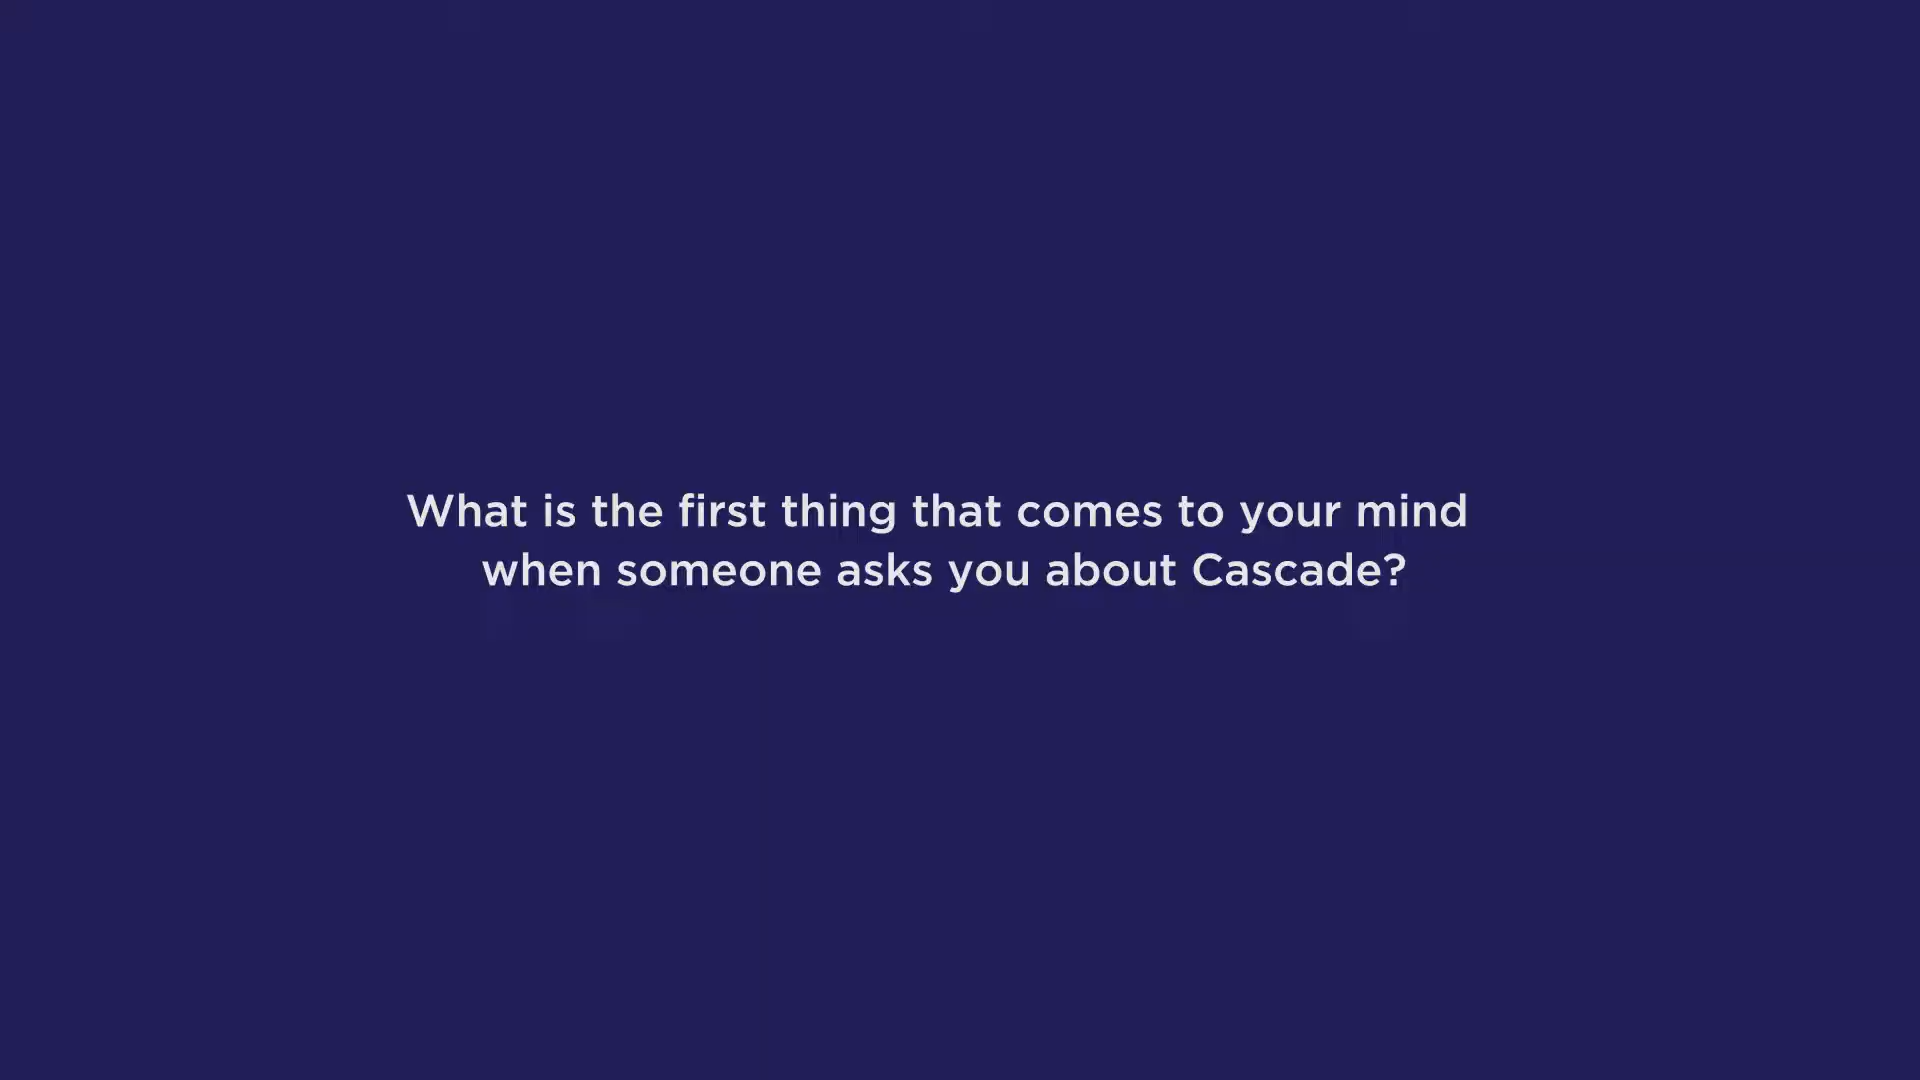 What is the first thing that comes to your mind
when someone asks you about Cascade?